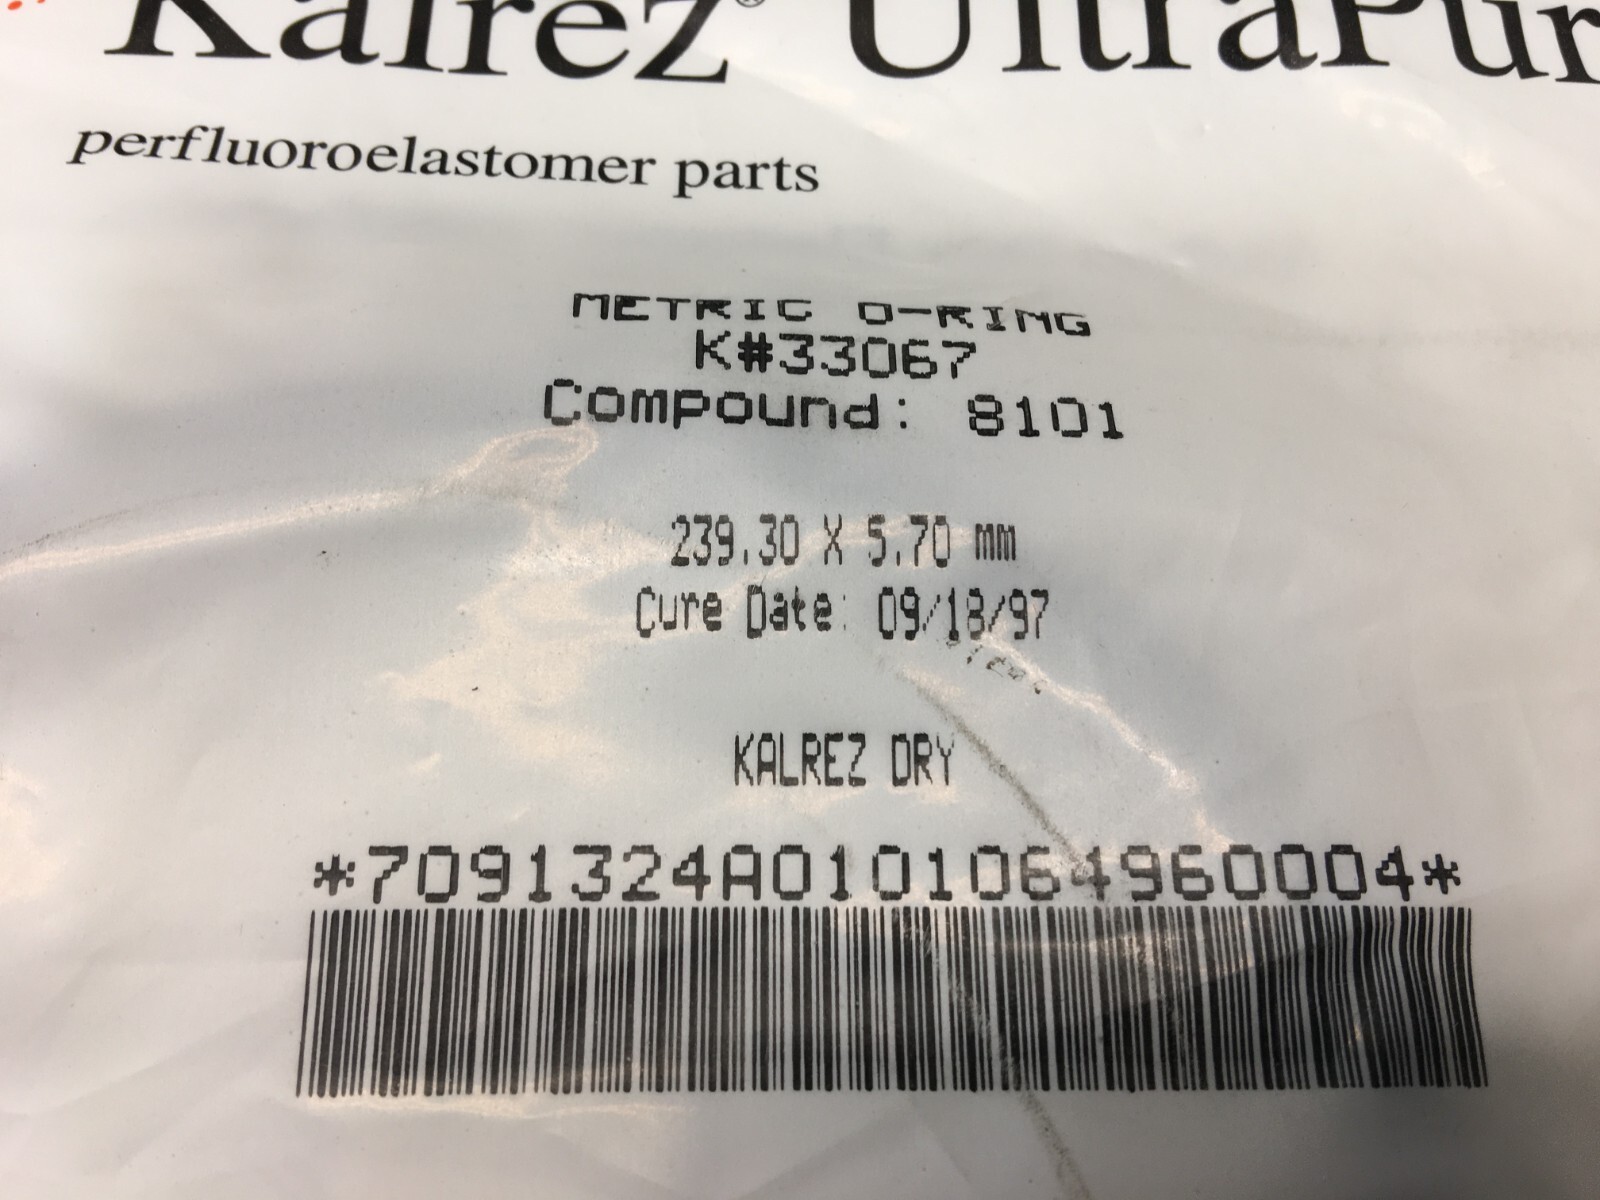 Kalrez® UltraPur
perfluoroelastomer parts
METRIC O-RING
K#33067
Compound: 8101
239.30 X 5.70 mm
Cure Date: 09/18/97
KALREZ DRY
*7091324A0101064960004*